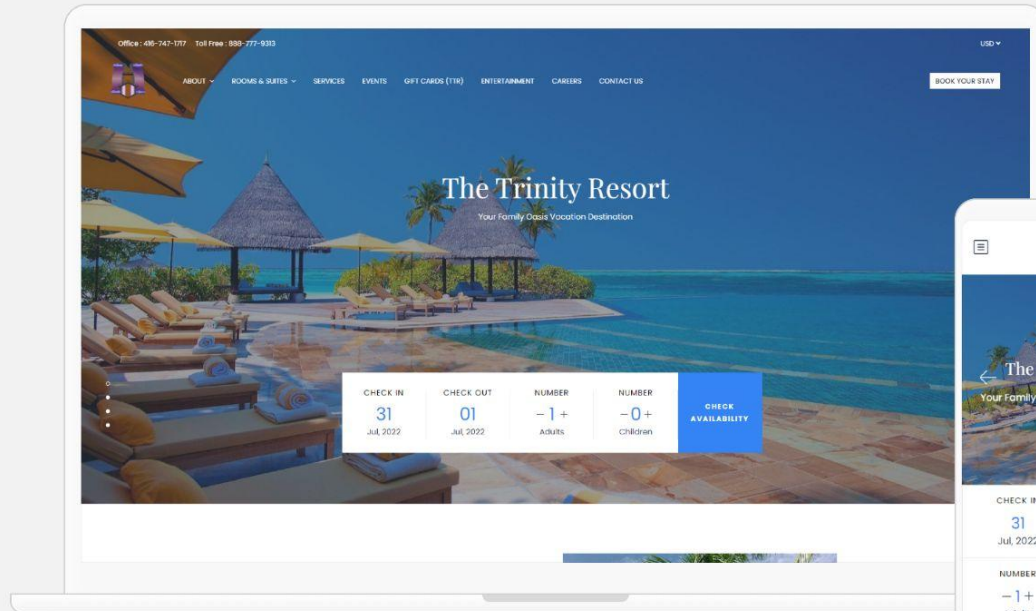 Office : 416-747-1717 Toll Free : 888-777-9313 USD
ABOUT ROOMS & SUITES SERVICES EVENTS GIFT CARDS (TTR) ENTERTAINMENT CAREERS CONTACT US BOOK YOUR STAY
The Trinity Resort
Your Family Oasis Vocation Destination
CHECK IN CHECK OUT NUMBER NUMBER
31 01 - 1 + - 0 +
Jul, 2022 Jul, 2022 Adults Children
CHECK
AVAILABILITY
The
Your Family
CHECK IN
31
Jul, 2022
NUMBER
- 1 +